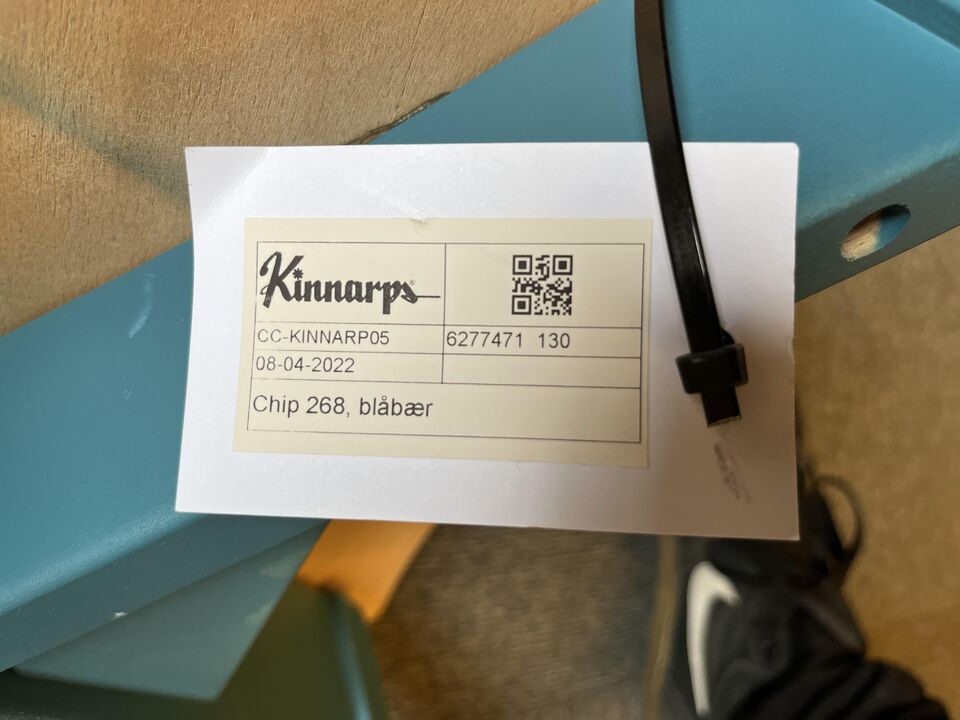 Kinnarps
CC-KINNARP05
6277471 130
08-04-2022
Chip 268, blåbær